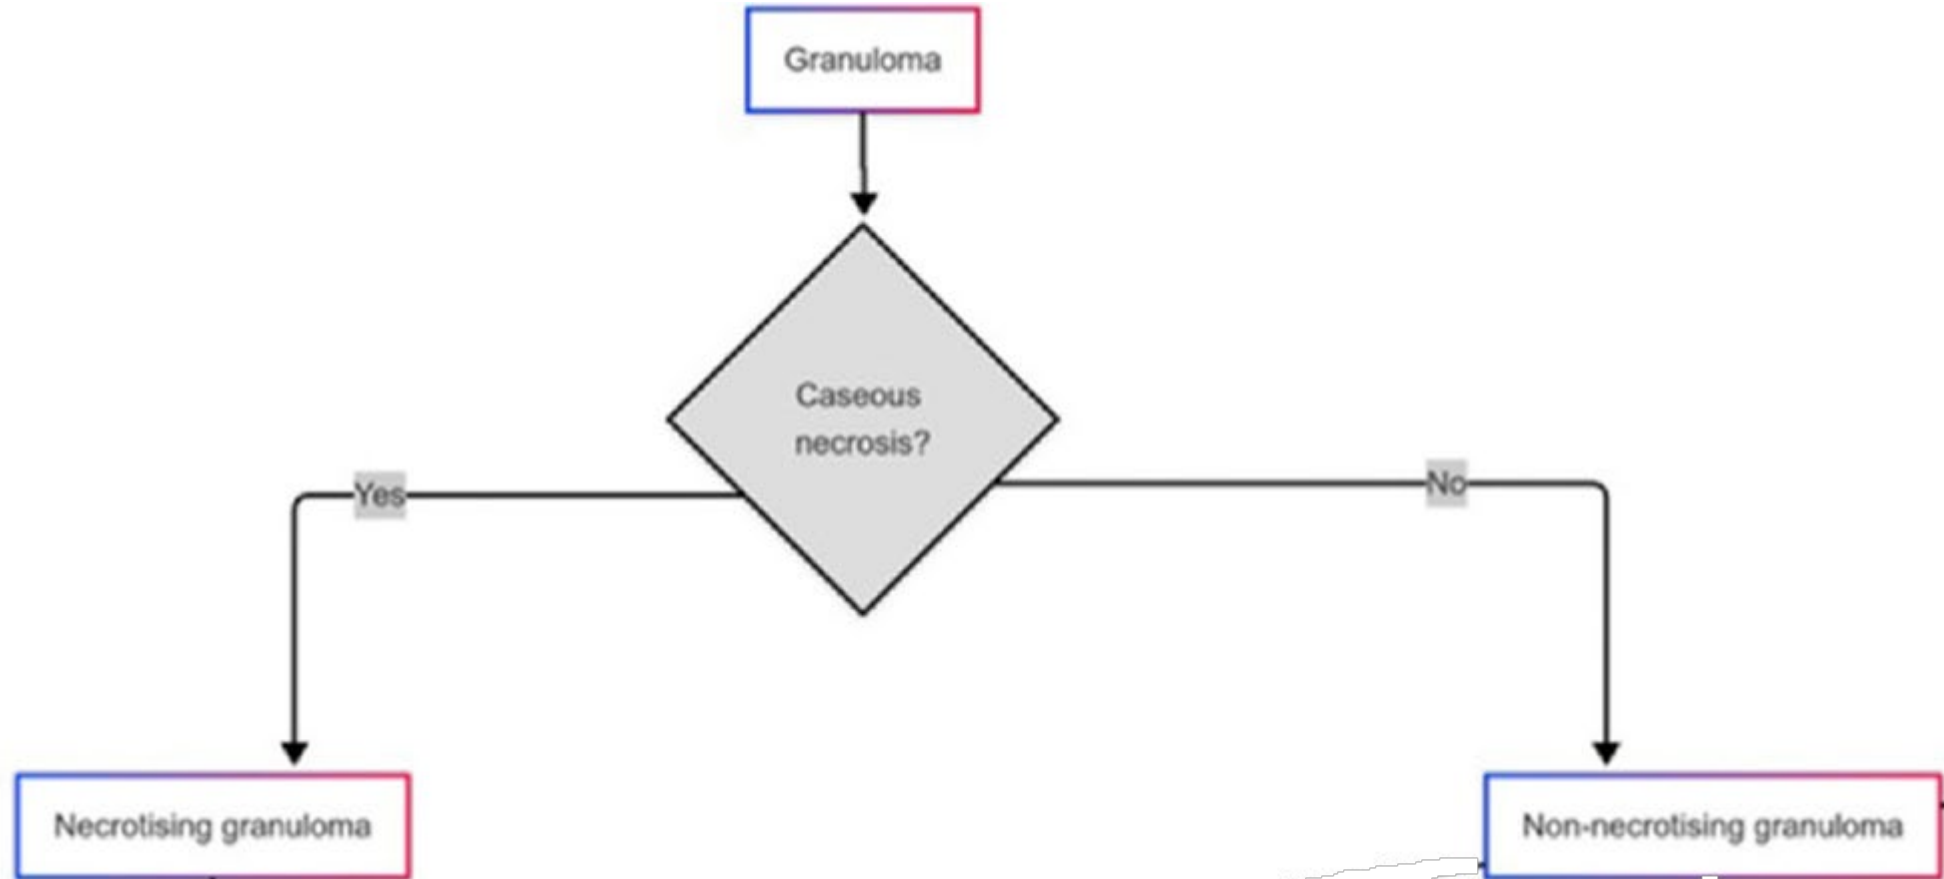 Granuloma
Caseous
necrosis?
Yes
No
Necrotising granuloma
Non-necrotising granuloma